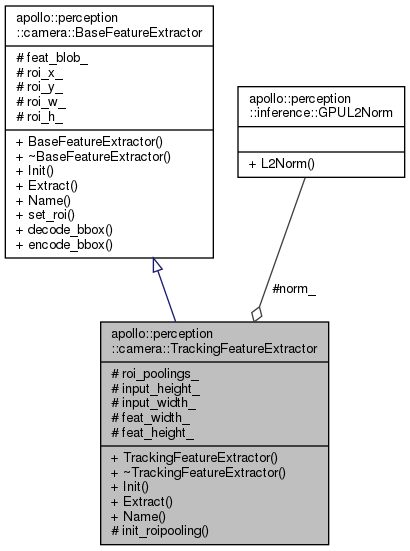 apollo::perception
::camera::BaseFeatureExtractor
# feat_blob_
# roi_x_
# roi_y_
# roi_w_
# roi_h_
+ BaseFeatureExtractor()
+ ~BaseFeatureExtractor()
+ Init()
+ Extract()
+ Name()
+ set_roi()
+ decode_bbox()
+ encode_bbox()
apollo::perception
::inference::GPUL2Norm
+ L2Norm()
#norm_
apollo::perception
::camera::TrackingFeatureExtractor
# roi_poolings_
# input_height_
# input_width_
# feat_width_
# feat_height_
+ TrackingFeatureExtractor()
+ ~TrackingFeatureExtractor()
+ Init()
+ Extract()
+ Name()
# init_roipooling()